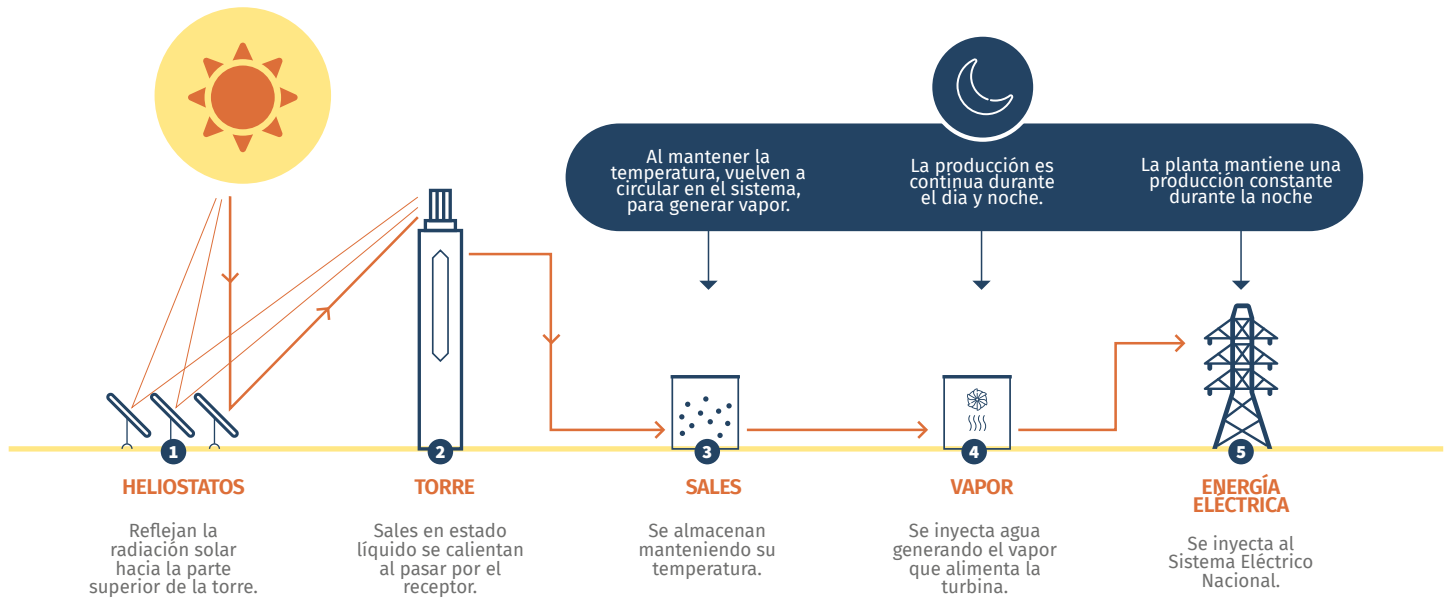 Al mantener la
temperatura, vuelven a
circular en el sistema,
para generar vapor.
La producción es
continua durante
el dia y noche.
La planta mantiene una
producción constante
durante la noche
1
HELIOSTATOS
Reflejan la
radiación solar
hacia la parte
superior de la torre.
2
TORRE
Sales en estado
líquido se calientan
al pasar por el
receptor.
3
SALES
Se almacenan
manteniendo su
temperatura.
4
VAPOR
Se inyecta agua
generando el vapor
que alimenta la
turbina.
5
ENERGÍA
ELÉCTRICA
Se inyecta al
Sistema Eléctrico
Nacional.